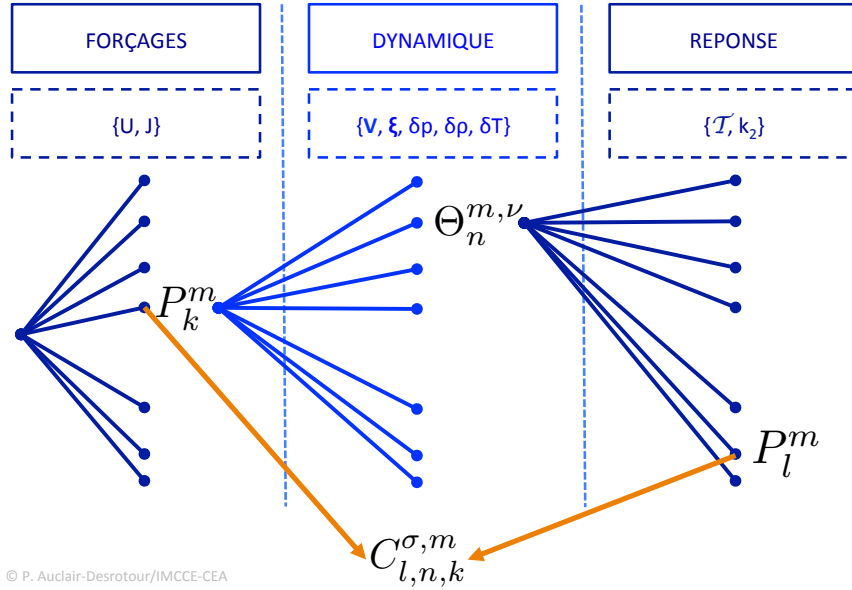 FORÇAGES
DYNAMIQUE
REPONSE
{U, J}
{V, ξ, δp, δρ, δT}
{𝒯, k₂}
Θ_n^{m,ν}
P_k^m
P_l^m
C_{l,n,k}^{σ,m}
© P. Auclair-Desrotour/IMCCE-CEA